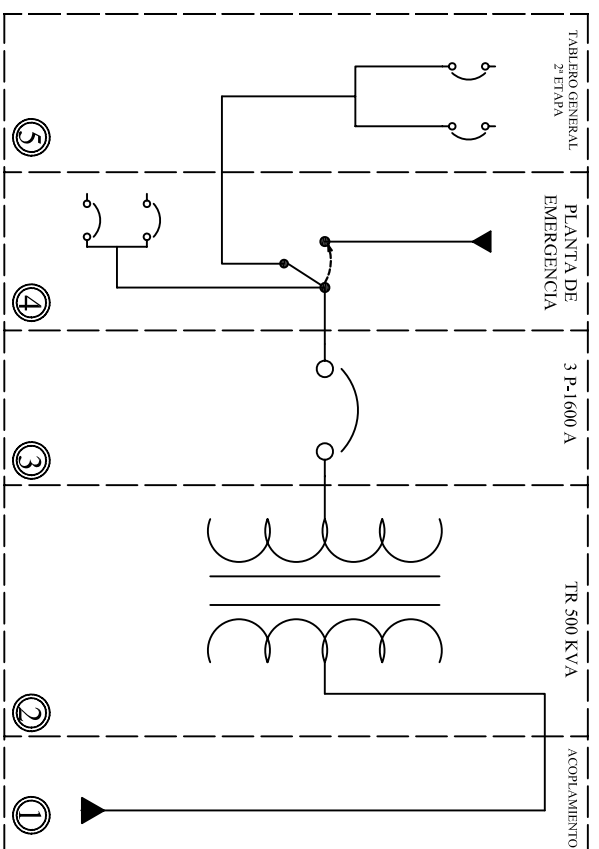 TABLERO GENERAL
2ª ETAPA
5
PLANTA DE
EMERGENCIA
4
3 P-1600 A
3
TR 500 KVA
2
ACOPLAMIENTO
1